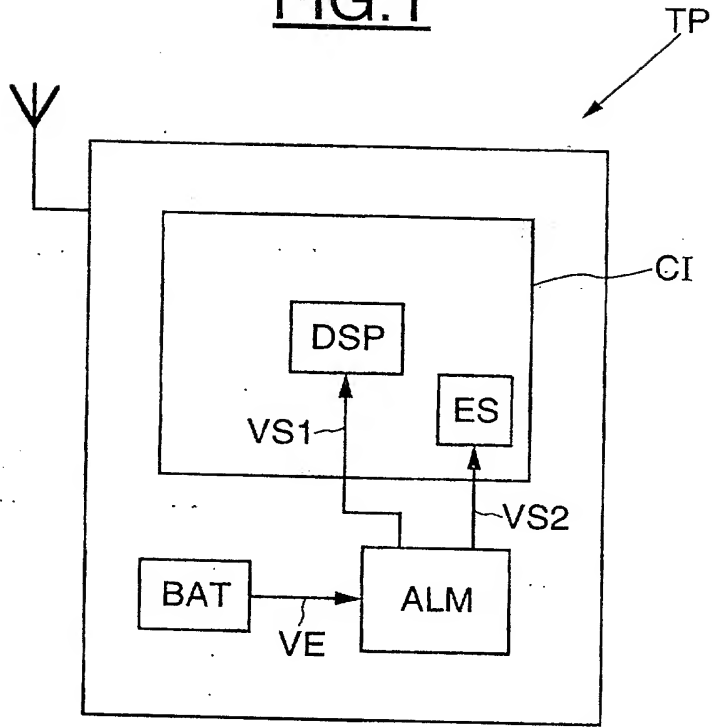 FIG.1
TP
CI
DSP
ES
VS1
VS2
BAT
ALM
VE